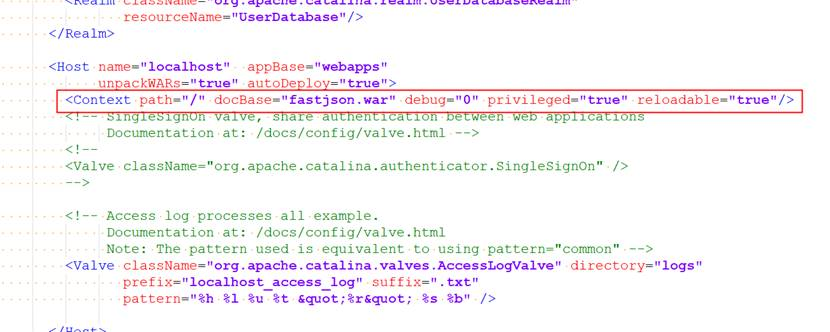 <Realm className="org.apache.catalina.realm.UserDatabaseRealm"
resourceName="UserDatabase"/>
</Realm>
<Host name="localhost" appBase="webapps"
unpackWARs="true" autoDeploy="true">
<Context path="/" docBase="fastjson.war" debug="0" privileged="true" reloadable="true"/>
<!-- SingleSignOn valve, share authentication between web applications
Documentation at: /docs/config/valve.html -->
<!--
<Valve className="org.apache.catalina.authenticator.SingleSignOn" />
-->
<!-- Access log processes all example.
Documentation at: /docs/config/valve.html
Note: The pattern used is equivalent to using pattern="common" -->
<Valve className="org.apache.catalina.valves.AccessLogValve" directory="logs"
prefix="localhost_access_log" suffix=".txt"
pattern="%h %l %u %t &quot;%r&quot; %s %b" />
</Host>